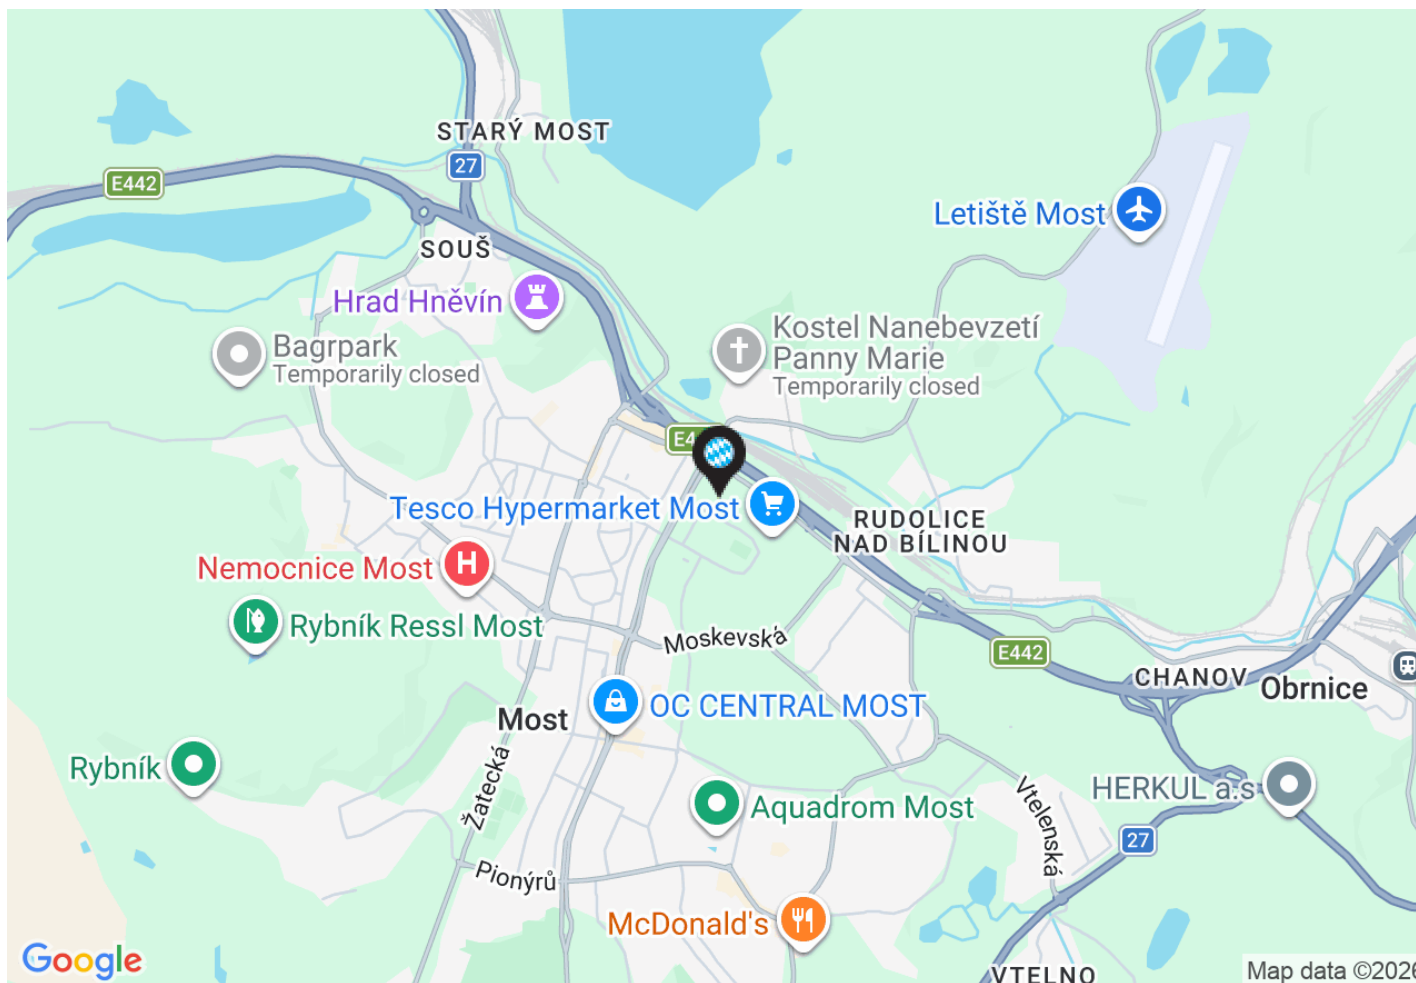 STARÝ MOST
27
E442
Letiště Most
SOUŠ
Hrad Hněvín
Kostel Nanebevzetí
Panny Marie
Temporarily closed
Bagrpark
Temporarily closed
Tesco Hypermarket Most
RUDOLICE
NAD BÍLINOU
Nemocnice Most
H
Rybník Ressl Most
Moskevská
E442
CHANOV
Obrnice
OC CENTRAL MOST
Most
Rybník
Žatecká
HERKUL a.s
Aquadrom Most
Vtelenská
27
Pionýrů
McDonald's
Google
VTELNO